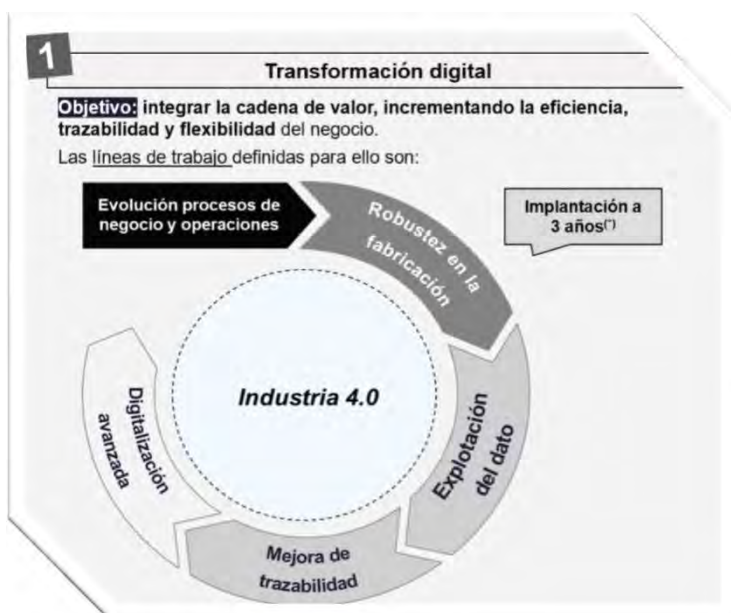 1
Transformación digital
Objetivo: integrar la cadena de valor, incrementando la eficiencia,
trazabilidad y flexibilidad del negocio.
Las líneas de trabajo definidas para ello son:
Evolución procesos de
negocio y operaciones
Robustez en la
fabricación
Implantación a
3 años(*)
Explotación
del dato
Mejora de
trazabilidad
Digitalización
avanzada
Industria 4.0